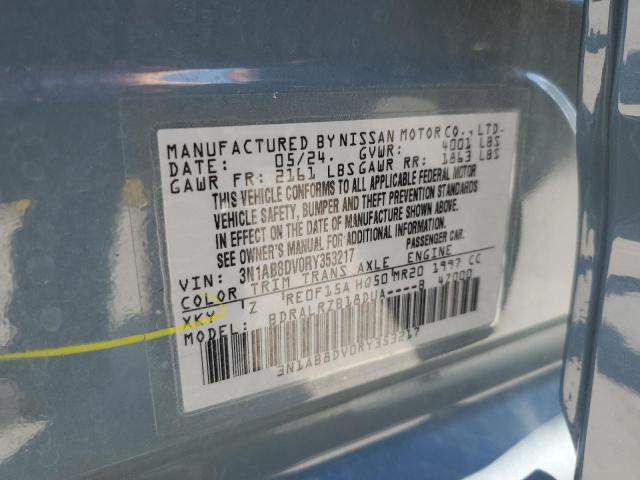 MANUFACTURED BY NISSAN MOTOR CO., LTD.
DATE: 05/24. GVWR: 4001 LBS
GAWR FR: 2161 LBS GAWR RR: 1863 LBS
THIS VEHICLE CONFORMS TO ALL APPLICABLE FEDERAL MOTOR
VEHICLE SAFETY, BUMPER AND THEFT PREVENTION STANDARDS
IN EFFECT ON THE DATE OF MANUFACTURE SHOWN ABOVE.
SEE OWNER'S MANUAL FOR ADDITIONAL INFORMATION.
VIN: 3N1AB8DV0RY353217 PASSENGER CAR.
COLOR TRIM TRANS AXLE ENGINE
XKY Z RE0F15A HQ50 MR20 1997 CC
MODEL: BDRALRZB18DUA----B 47000
3N1AB8DV0RY353217